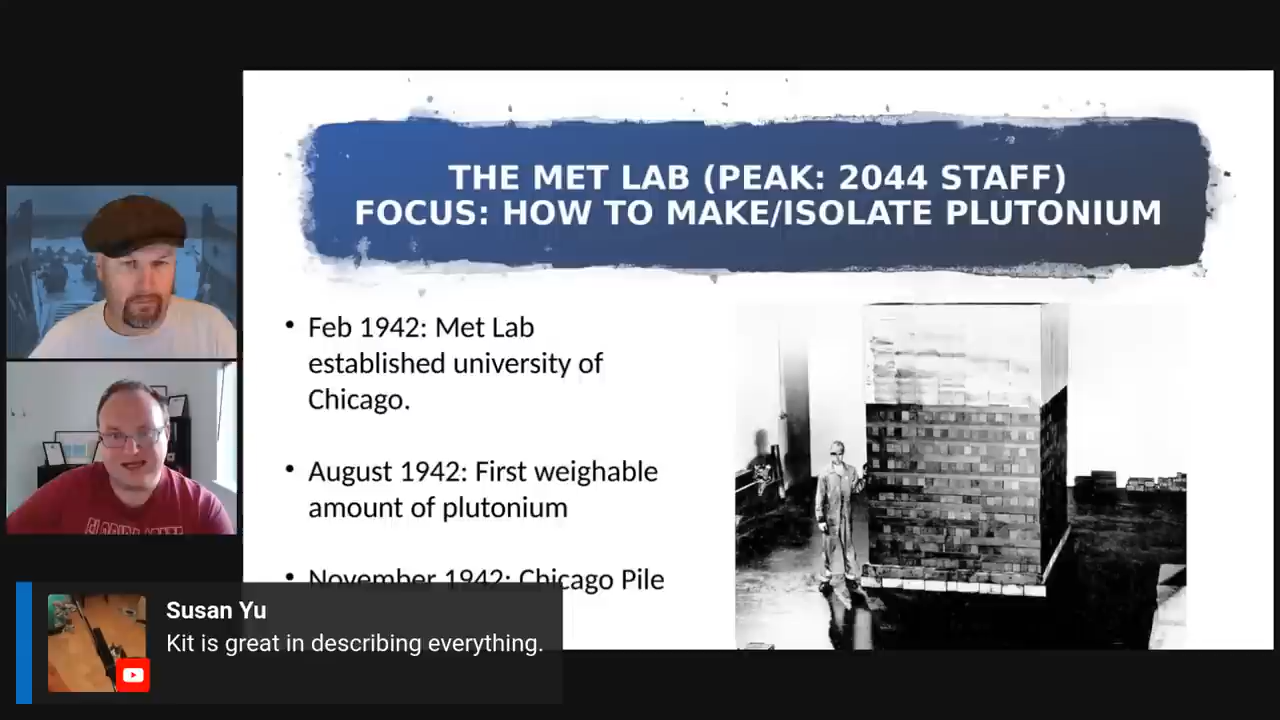 THE MET LAB (PEAK: 2044 STAFF)
FOCUS: HOW TO MAKE/ISOLATE PLUTONIUM
• Feb 1942: Met Lab
established university of
Chicago.
• August 1942: First weighable
amount of plutonium
• November 1942: Chicago Pile
Susan Yu
Kit is great in describing everything.